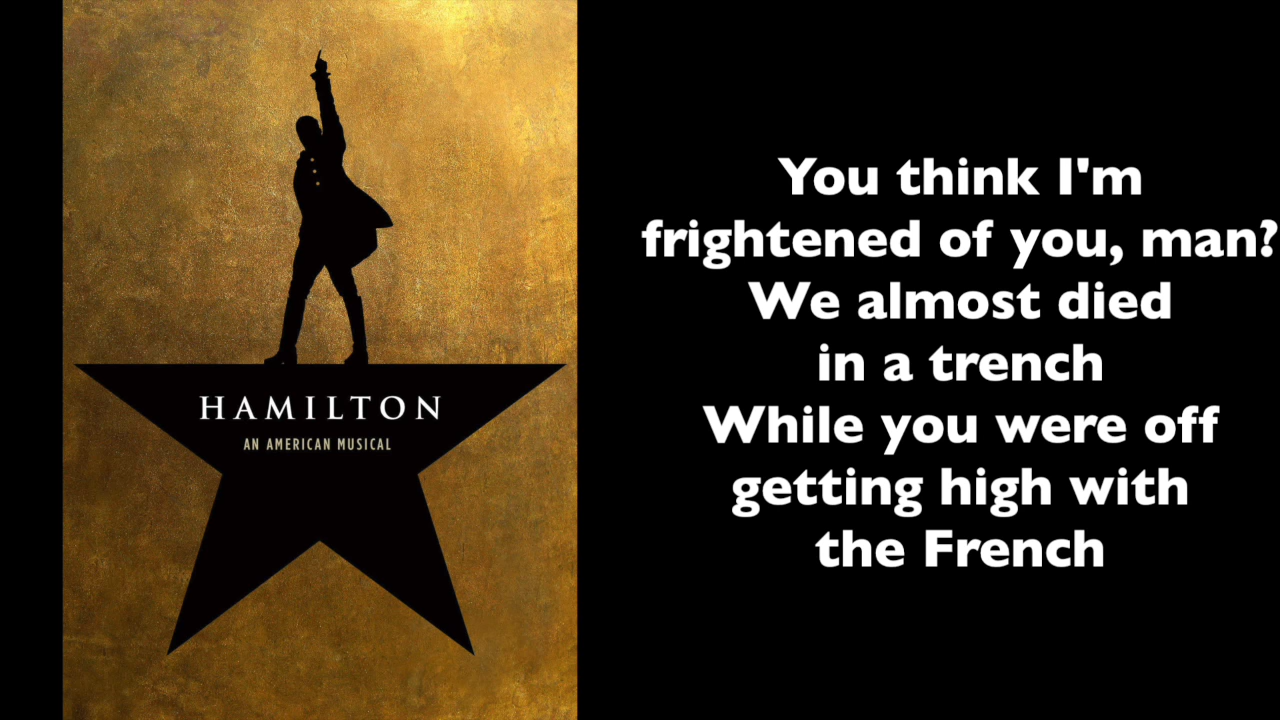 HAMILTON
AN AMERICAN MUSICAL
You think I'm
frightened of you, man?
We almost died
in a trench
While you were off
getting high with
the French